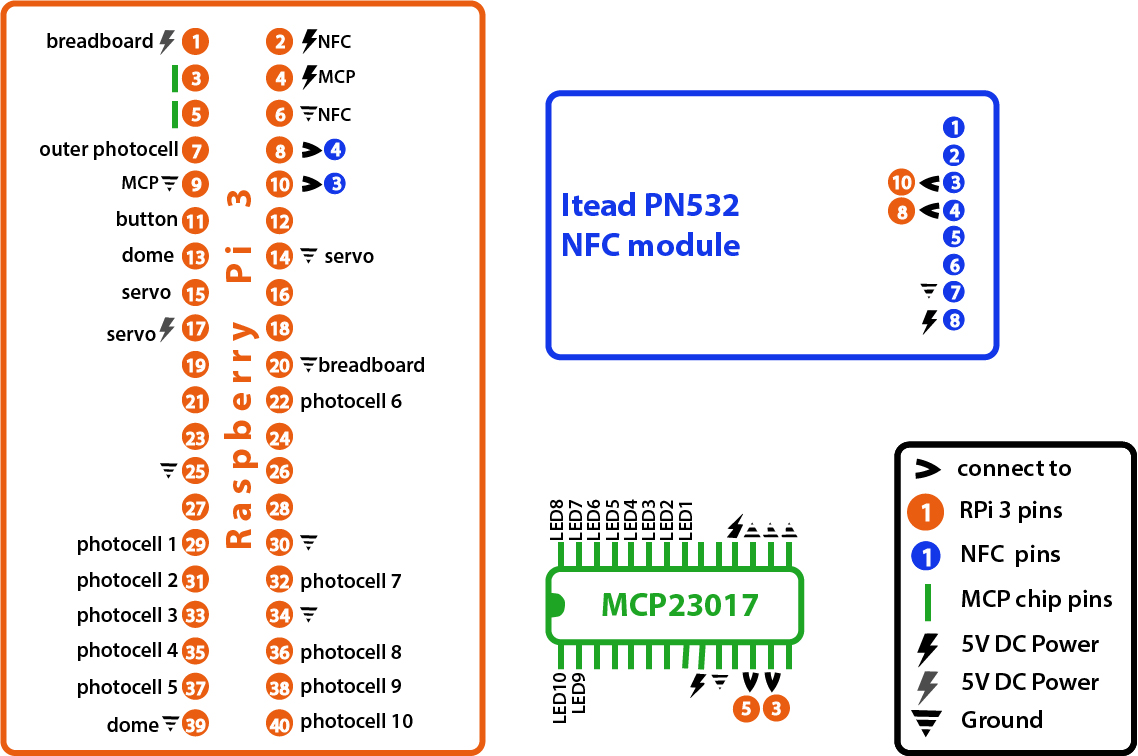 breadboard 1 2 NFC
3 4 MCP
5 6 NFC
outer photocell 7 8 4
MCP 9 10 3
button 11 12
dome 13 14 servo
servo 15 16
servo 17 18
19 20 breadboard
21 22 photocell 6
23 24
25 26
27 28
photocell 1 29 30
photocell 2 31 32 photocell 7
photocell 3 33 34
photocell 4 35 36 photocell 8
photocell 5 37 38 photocell 9
dome 39 40 photocell 10
Raspberry Pi 3
Itead PN532
NFC module
1
2
10 3
8 4
5
6
7
8
LED8 LED7 LED6 LED5 LED4 LED3 LED2 LED1
MCP23017
LED10 LED9
5 3
connect to
1 RPi 3 pins
1 NFC pins
MCP chip pins
5V DC Power
5V DC Power
Ground